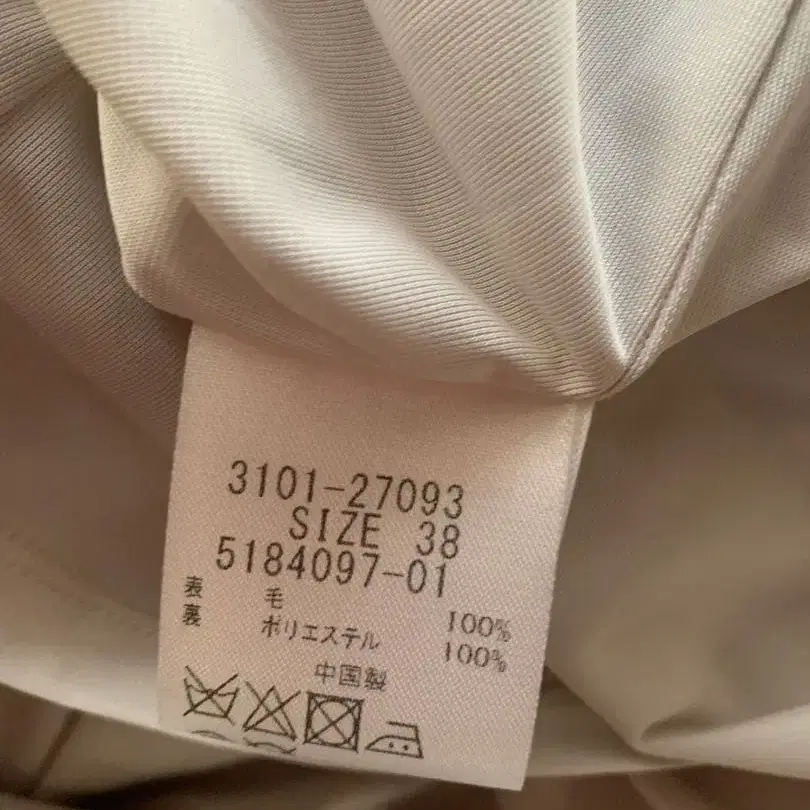 3101-27093
SIZE 38
5184097-01
表 毛 100%
裏 ポリエステル 100%
中国製